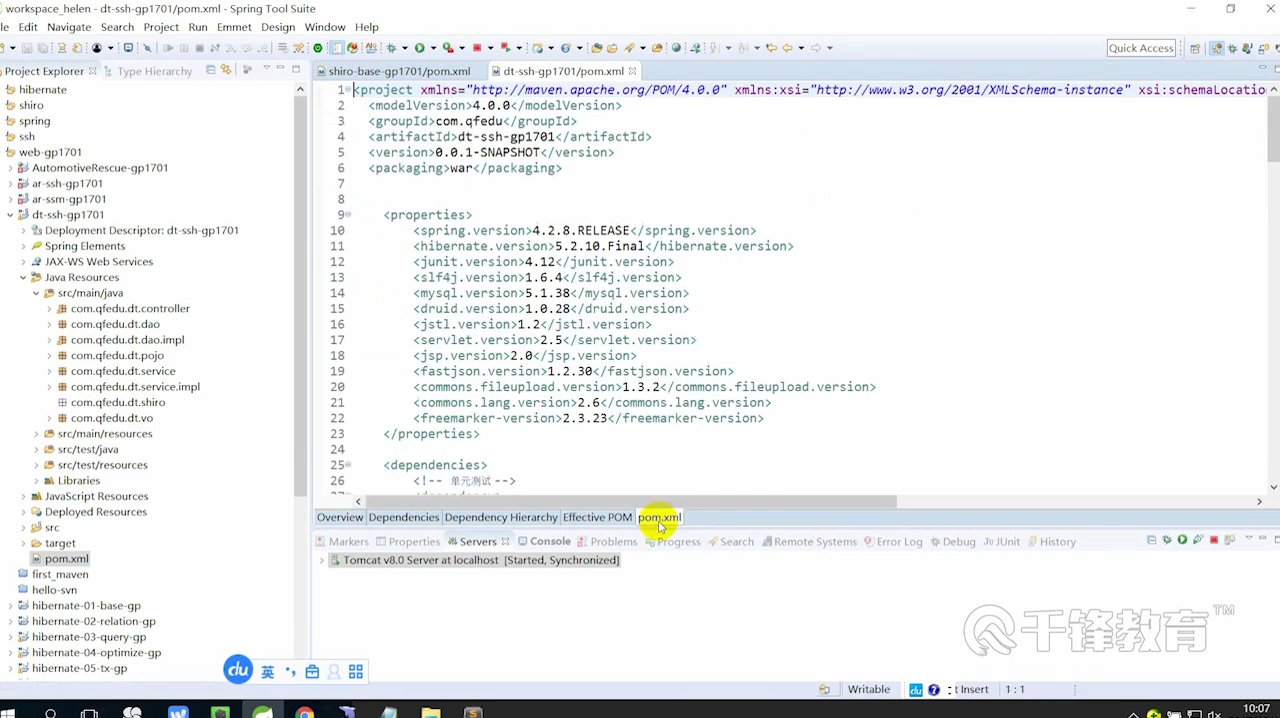 workspace_helen - dt-ssh-gp1701/pom.xml - Spring Tool Suite
Edit Navigate Search Project Run Emmet Design Window Help
Quick Access
Project Explorer Type Hierarchy
shiro-base-gp1701/pom.xml dt-ssh-gp1701/pom.xml
hibernate
shiro
spring
ssh
web-gp1701
AutomotiveRescue-gp1701
ar-ssh-gp1701
ar-ssm-gp1701
dt-ssh-gp1701
Deployment Descriptor: dt-ssh-gp1701
Spring Elements
JAX-WS Web Services
Java Resources
src/main/java
com.qfedu.dt.controller
com.qfedu.dt.dao
com.qfedu.dt.dao.impl
com.qfedu.dt.pojo
com.qfedu.dt.service
com.qfedu.dt.service.impl
com.qfedu.dt.shiro
com.qfedu.dt.vo
src/main/resources
src/test/java
src/test/resources
Libraries
JavaScript Resources
Deployed Resources
src
target
pom.xml
first_maven
hello-svn
hibernate-01-base-gp
hibernate-02-relation-gp
hibernate-03-query-gp
hibernate-04-optimize-gp
hibernate-05-tx-gp
1 <project xmlns="http://maven.apache.org/POM/4.0.0" xmlns:xsi="http://www.w3.org/2001/XMLSchema-instance" xsi:schemaLocatio
2 <modelVersion>4.0.0</modelVersion>
3 <groupId>com.qfedu</groupId>
4 <artifactId>dt-ssh-gp1701</artifactId>
5 <version>0.0.1-SNAPSHOT</version>
6 <packaging>war</packaging>
7
8
9 <properties>
10 <spring.version>4.2.8.RELEASE</spring.version>
11 <hibernate.version>5.2.10.Final</hibernate.version>
12 <junit.version>4.12</junit.version>
13 <slf4j.version>1.6.4</slf4j.version>
14 <mysql.version>5.1.38</mysql.version>
15 <druid.version>1.0.28</druid.version>
16 <jstl.version>1.2</jstl.version>
17 <servlet.version>2.5</servlet.version>
18 <jsp.version>2.0</jsp.version>
19 <fastjson.version>1.2.30</fastjson.version>
20 <commons.fileupload.version>1.3.2</commons.fileupload.version>
21 <commons.lang.version>2.6</commons.lang.version>
22 <freemarker-version>2.3.23</freemarker-version>
23 </properties>
24
25 <dependencies>
26 <!-- 单元测试 -->
Overview Dependencies Dependency Hierarchy Effective POM pom.xml
Markers Properties Servers Console Problems Progress Search Remote Systems Error Log Debug JUnit History
Tomcat v8.0 Server at localhost [Started, Synchronized]
千锋教育 TM
du 英
Writable du Insert 1 : 1
10:07